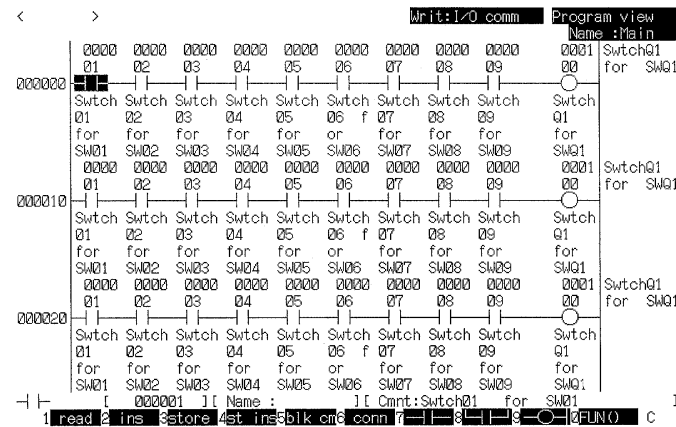 < > Writ:I/O comm Program view
Name :Main
0000 0000 0000 0000 0000 0000 0000 0000 0000 0001 SwtchQ1
01 02 03 04 05 06 07 08 09 00 for SWQ1
000000
Swtch Swtch Swtch Swtch Swtch Swtch Swtch Swtch Swtch Swtch
01 02 03 04 05 06 f 07 08 09 Q1
for for for for for or for for for for
SW01 SW02 SW03 SW04 SW05 SW06 SW07 SW08 SW09 SWQ1
0000 0000 0000 0000 0000 0000 0000 0000 0000 0001 SwtchQ1
01 02 03 04 05 06 07 08 09 00 for SWQ1
000010
Swtch Swtch Swtch Swtch Swtch Swtch Swtch Swtch Swtch Swtch
01 02 03 04 05 06 f 07 08 09 Q1
for for for for for or for for for for
SW01 SW02 SW03 SW04 SW05 SW06 SW07 SW08 SW09 SWQ1
0000 0000 0000 0000 0000 0000 0000 0000 0000 0001 SwtchQ1
01 02 03 04 05 06 07 08 09 00 for SWQ1
000020
Swtch Swtch Swtch Swtch Swtch Swtch Swtch Swtch Swtch Swtch
01 02 03 04 05 06 f 07 08 09 Q1
for for for for for or for for for for
SW01 SW02 SW03 SW04 SW05 SW06 SW07 SW08 SW09 SWQ1
[ 000001 ][ Name : ][ Cmnt:Swtch01 for SW01 ]
1 read 2 ins 3store 4st ins5blk cm6 conn 7 8 9 0FUN() C